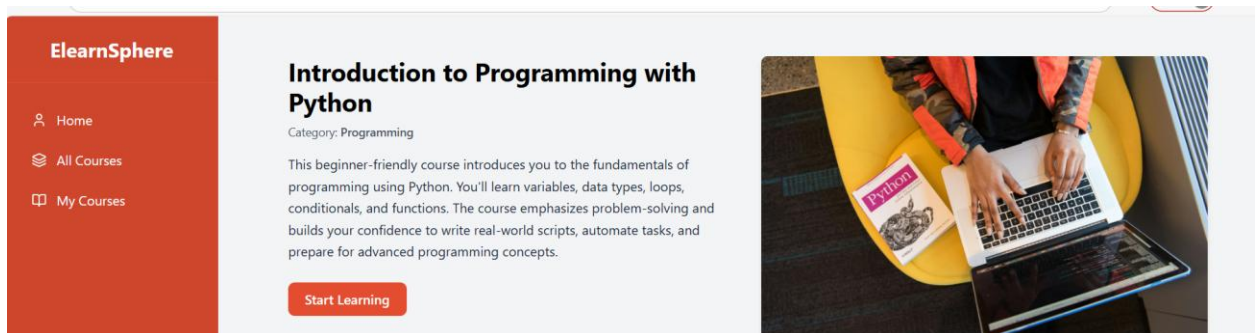 ElearnSphere
Home
All Courses
My Courses
Introduction to Programming with
Python
Category: Programming
This beginner-friendly course introduces you to the fundamentals of
programming using Python. You'll learn variables, data types, loops,
conditionals, and functions. The course emphasizes problem-solving and
builds your confidence to write real-world scripts, automate tasks, and
prepare for advanced programming concepts.
Start Learning
Python